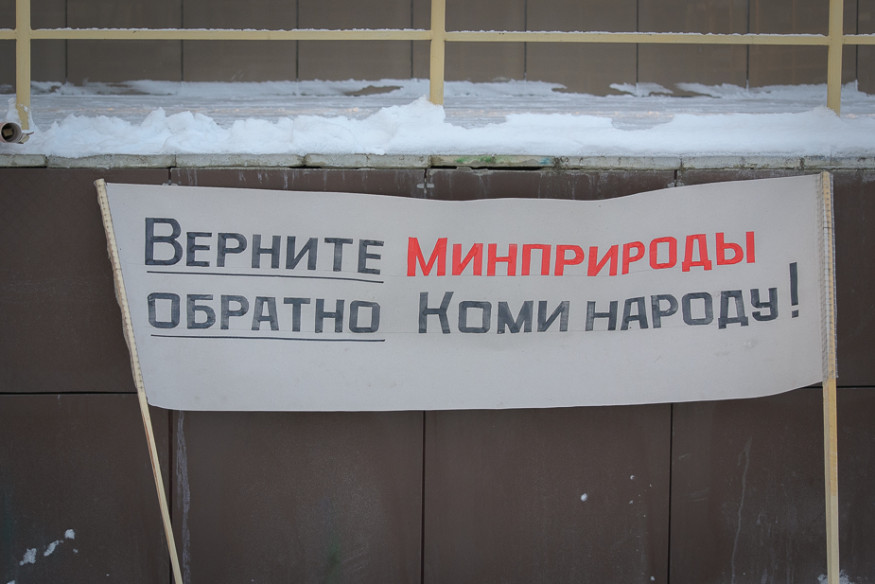 Верните Минприроды
обратно Коми народу!